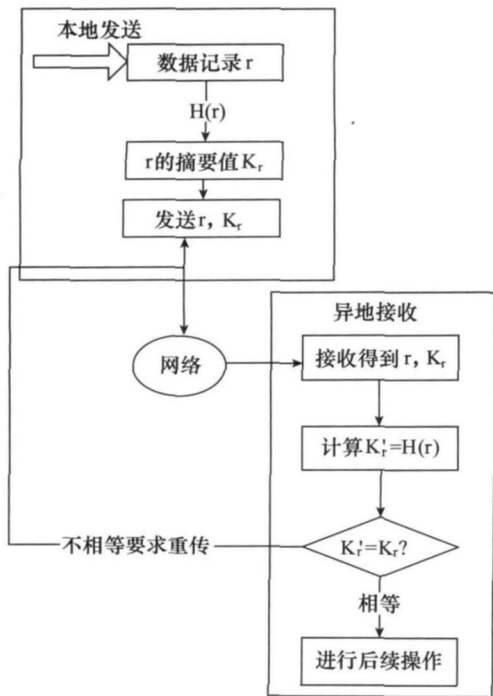 本地发送
数据记录 r
H(r)
r的摘要值Kr
发送r，Kr
异地接收
网络
接收得到 r，Kr
计算K'r=H(r)
不相等要求重传
K'r=Kr?
相等
进行后续操作